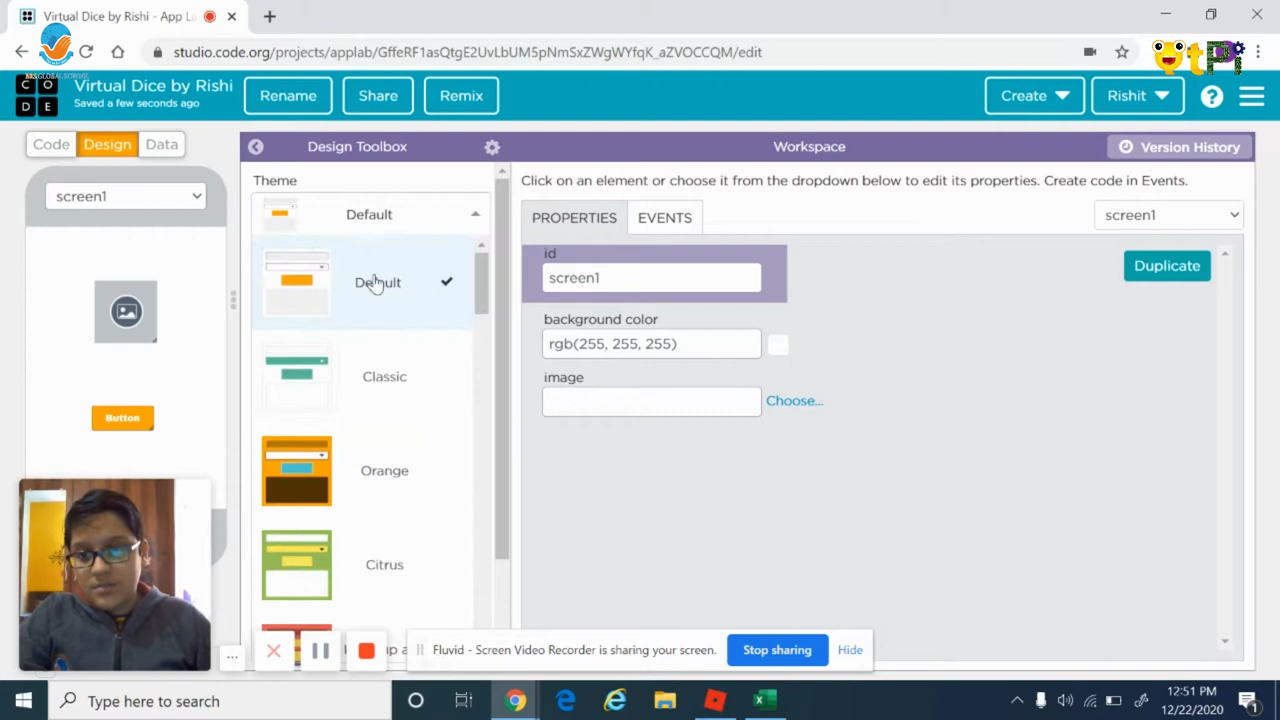 Virtual Dice by Rishi - App La
studio.code.org/projects/applab/GffeRF1asQtgE2UvLbUM5pNmSxZWgWYfqK_aZVOCCQM/edit
BRS GLOBAL SCHOOL
tPi
C O
D E
Virtual Dice by Rishi
Saved a few seconds ago
Rename
Share
Remix
Create
Rishit
?
Code
Design
Data
Design Toolbox
Workspace
Version History
screen1
Theme
Default
Default
Classic
Orange
Citrus
Click on an element or choose it from the dropdown below to edit its properties. Create code in Events.
PROPERTIES
EVENTS
screen1
id
screen1
Duplicate
background color
rgb(255, 255, 255)
image
Choose...
Button
Fluvid - Screen Video Recorder is sharing your screen.
Stop sharing
Hide
Type here to search
12:51 PM
12/22/2020
1